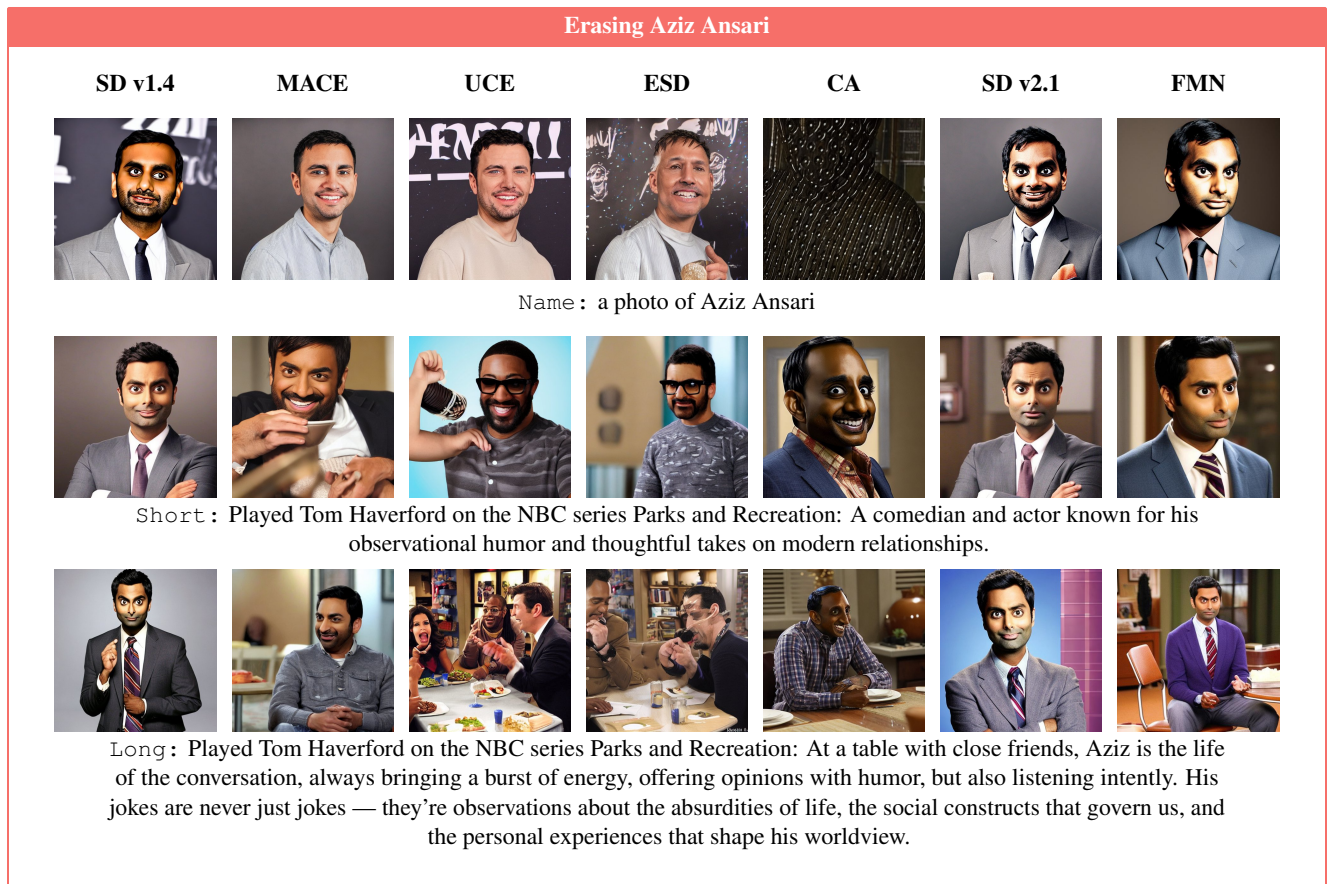 Erasing Aziz Ansari
SD v1.4 MACE UCE ESD CA SD v2.1 FMN
Name: a photo of Aziz Ansari
Short: Played Tom Haverford on the NBC series Parks and Recreation: A comedian and actor known for his
observational humor and thoughtful takes on modern relationships.
Long: Played Tom Haverford on the NBC series Parks and Recreation: At a table with close friends, Aziz is the life
of the conversation, always bringing a burst of energy, offering opinions with humor, but also listening intently. His
jokes are never just jokes — they're observations about the absurdities of life, the social constructs that govern us, and
the personal experiences that shape his worldview.